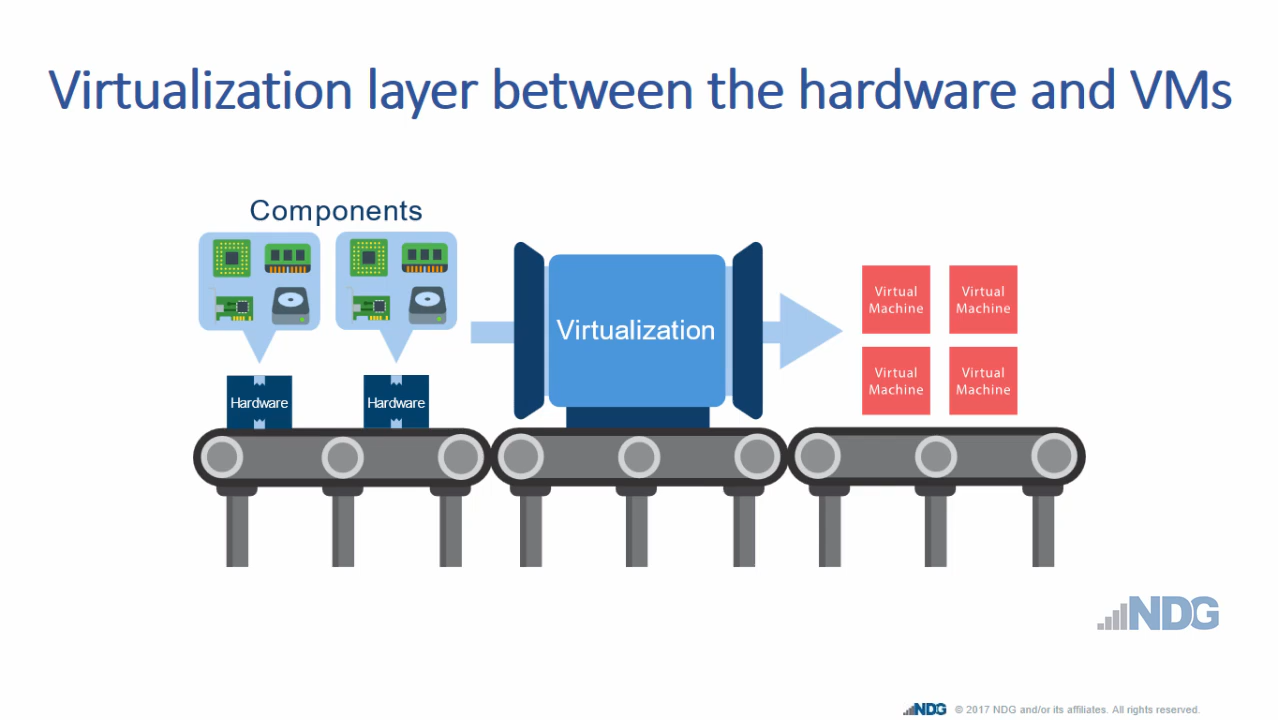 Virtualization layer between the hardware and VMs
Components
Hardware
Hardware
Virtualization
Virtual
Machine
Virtual
Machine
Virtual
Machine
Virtual
Machine
NDG
NDG © 2017 NDG and/or its affiliates. All rights reserved.